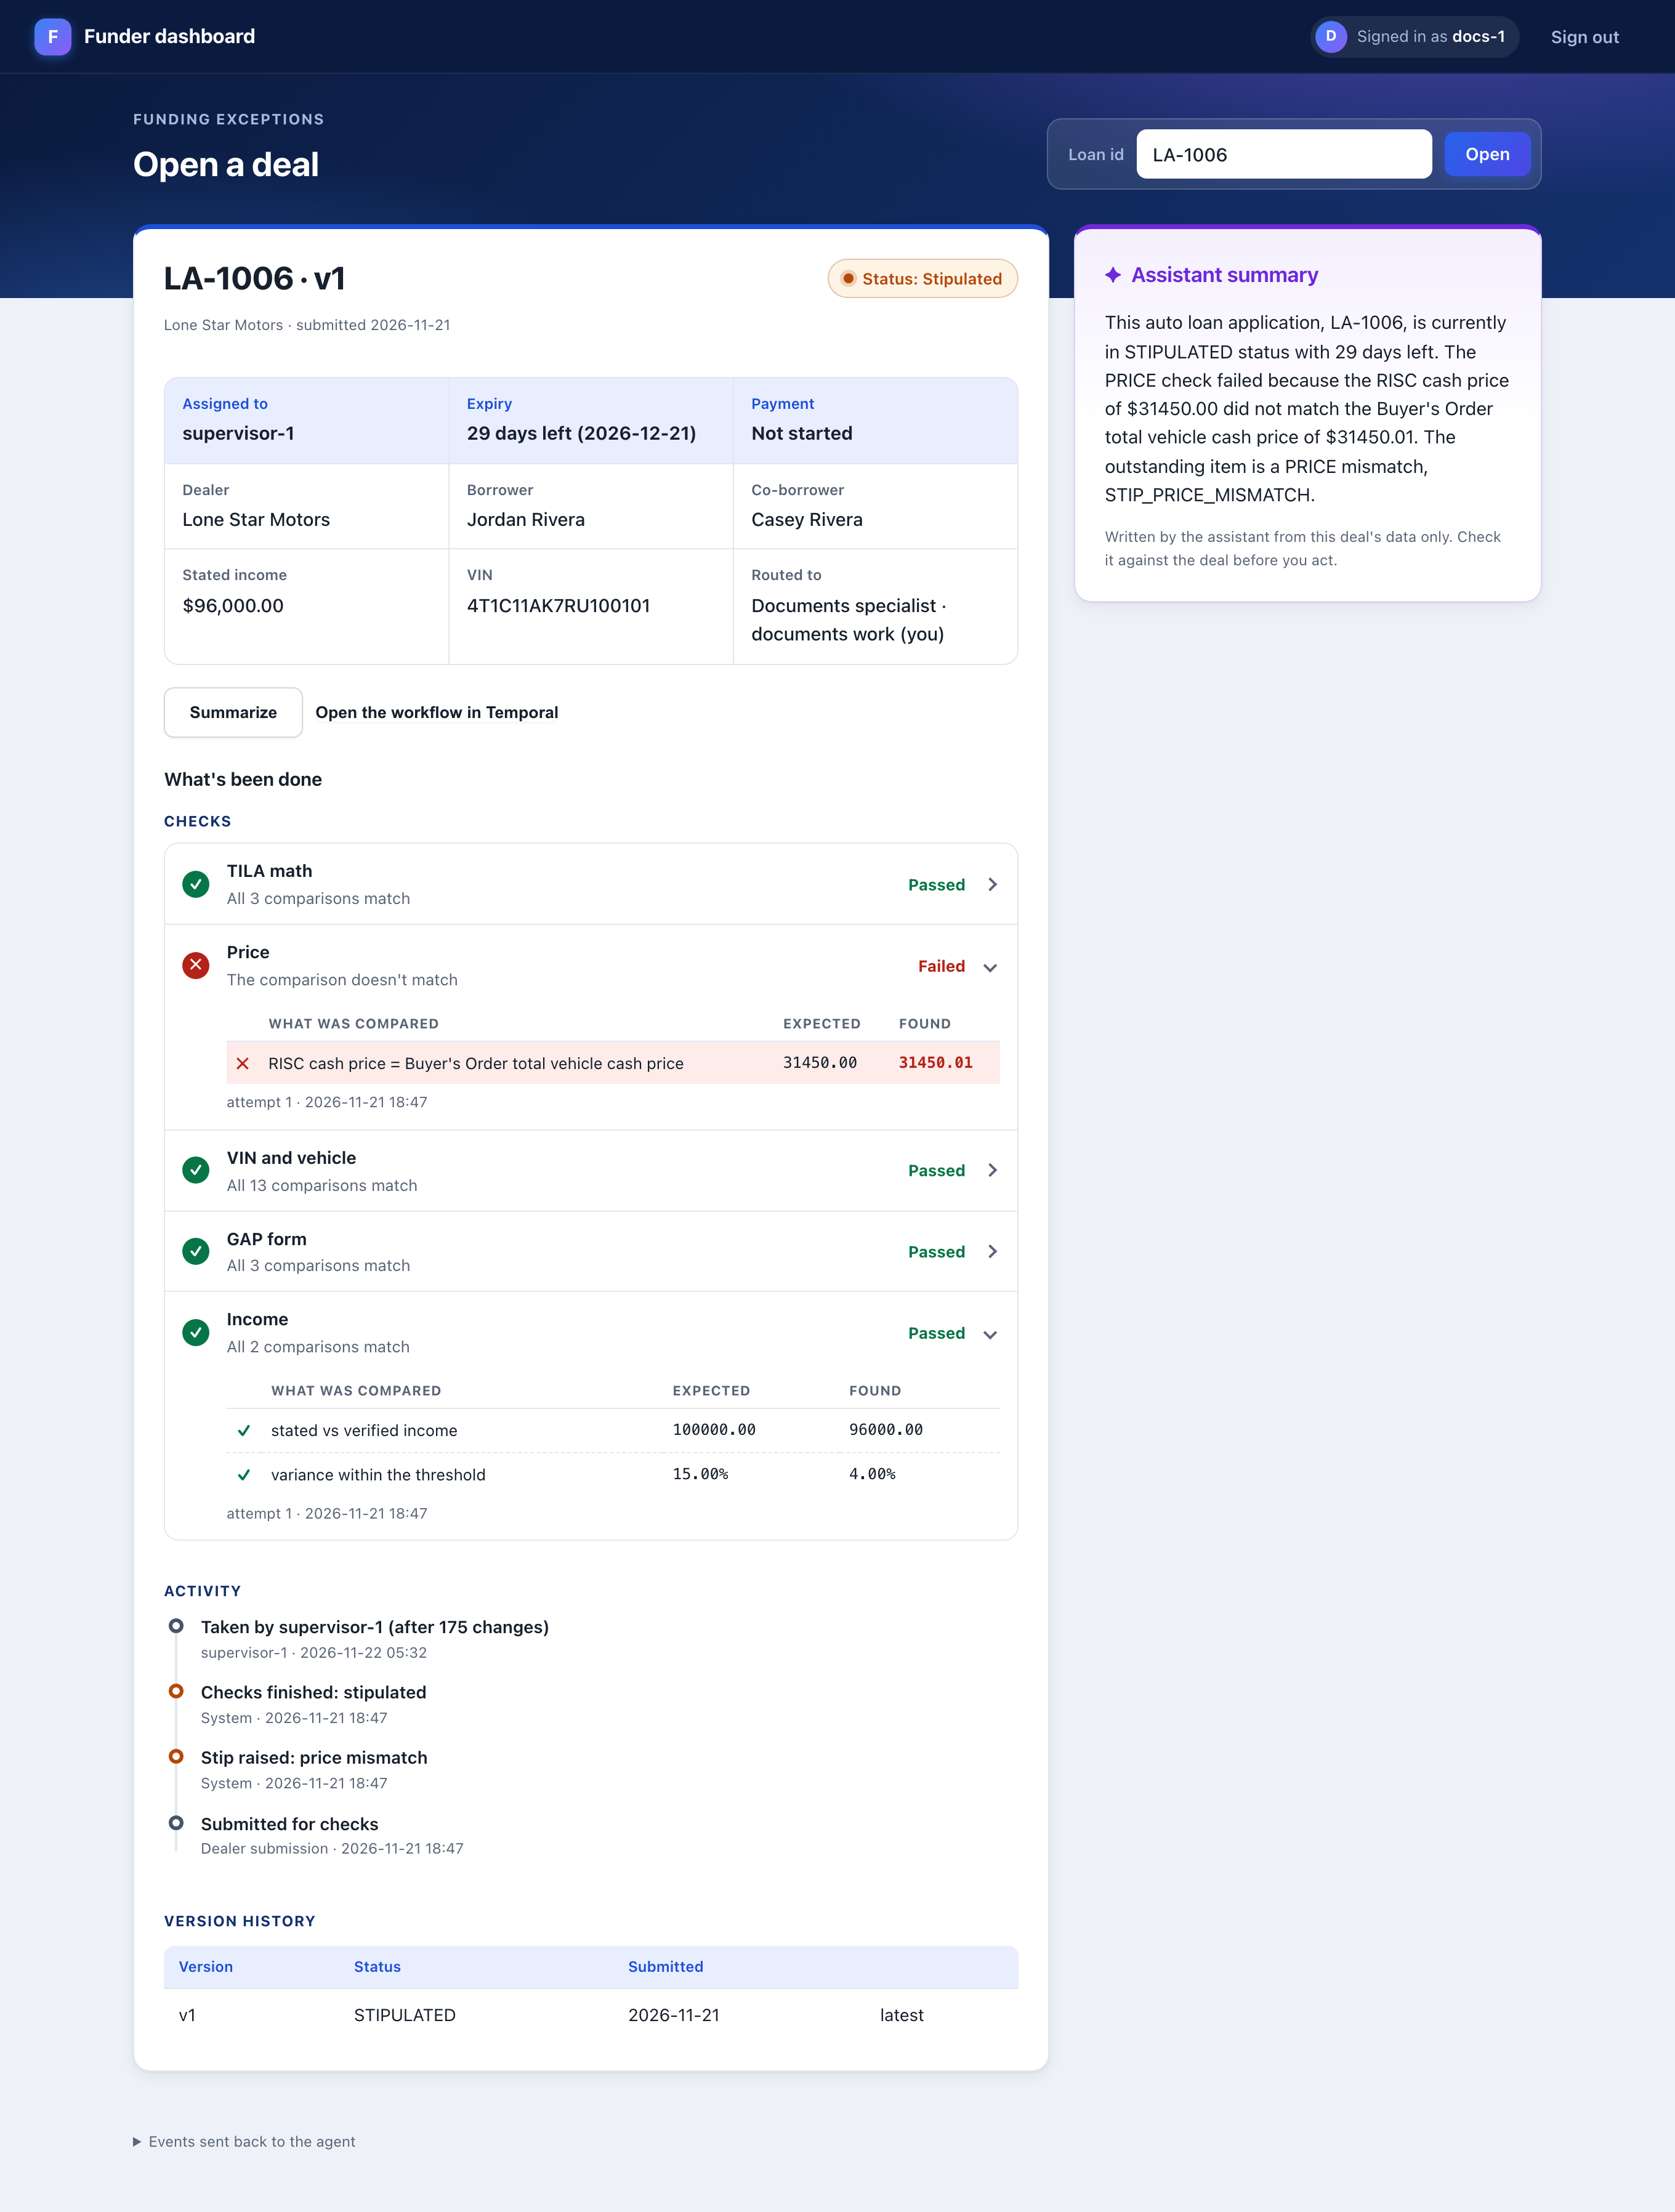 F
Funder dashboard
D
Signed in as docs-1
Sign out
FUNDING EXCEPTIONS
Open a deal
Loan id
LA-1006
Open
LA-1006 · v1
Status: Stipulated
Lone Star Motors · submitted 2026-11-21
Assigned to
supervisor-1
Expiry
29 days left (2026-12-21)
Payment
Not started
Dealer
Lone Star Motors
Borrower
Jordan Rivera
Co-borrower
Casey Rivera
Stated income
$96,000.00
VIN
4T1C11AK7RU100101
Routed to
Documents specialist ·
documents work (you)
Summarize
Open the workflow in Temporal
What's been done
CHECKS
TILA math
All 3 comparisons match
Passed
Price
The comparison doesn't match
Failed
WHAT WAS COMPARED EXPECTED FOUND
RISC cash price = Buyer's Order total vehicle cash price 31450.00 31450.01
attempt 1 · 2026-11-21 18:47
VIN and vehicle
All 13 comparisons match
Passed
GAP form
All 3 comparisons match
Passed
Income
All 2 comparisons match
Passed
WHAT WAS COMPARED EXPECTED FOUND
stated vs verified income 100000.00 96000.00
variance within the threshold 15.00% 4.00%
attempt 1 · 2026-11-21 18:47
ACTIVITY
Taken by supervisor-1 (after 175 changes)
supervisor-1 · 2026-11-22 05:32
Checks finished: stipulated
System · 2026-11-21 18:47
Stip raised: price mismatch
System · 2026-11-21 18:47
Submitted for checks
Dealer submission · 2026-11-21 18:47
VERSION HISTORY
Version Status Submitted
v1 STIPULATED 2026-11-21 latest
Assistant summary
This auto loan application, LA-1006, is currently
in STIPULATED status with 29 days left. The
PRICE check failed because the RISC cash price
of $31450.00 did not match the Buyer's Order
total vehicle cash price of $31450.01. The
outstanding item is a PRICE mismatch,
STIP_PRICE_MISMATCH.
Written by the assistant from this deal's data only. Check
it against the deal before you act.
Events sent back to the agent